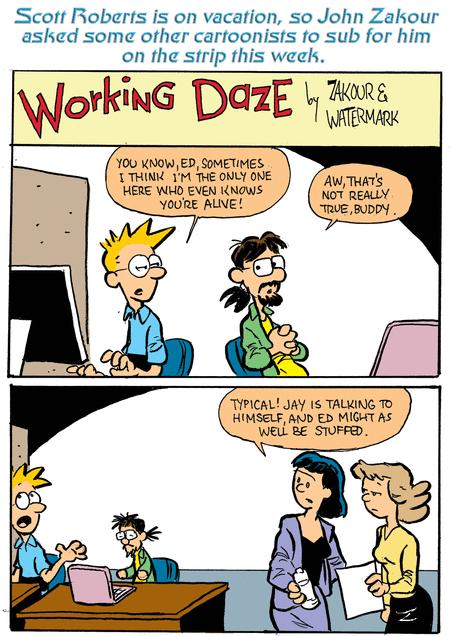 Scott Roberts is on vacation, so John Zakour
asked some other cartoonists to sub for him
on the strip this week.
WORKING DAZE
by ZAKOUR &
WATERMARK
YOU KNOW, ED, SOMETIMES
I THINK I'M THE ONLY ONE
HERE WHO EVEN KNOWS
YOU'RE ALIVE!
AW, THAT'S
NOT REALLY
TRUE, BUDDY.
TYPICAL! JAY IS TALKING TO
HIMSELF, AND ED MIGHT AS
WELL BE STUFFED.